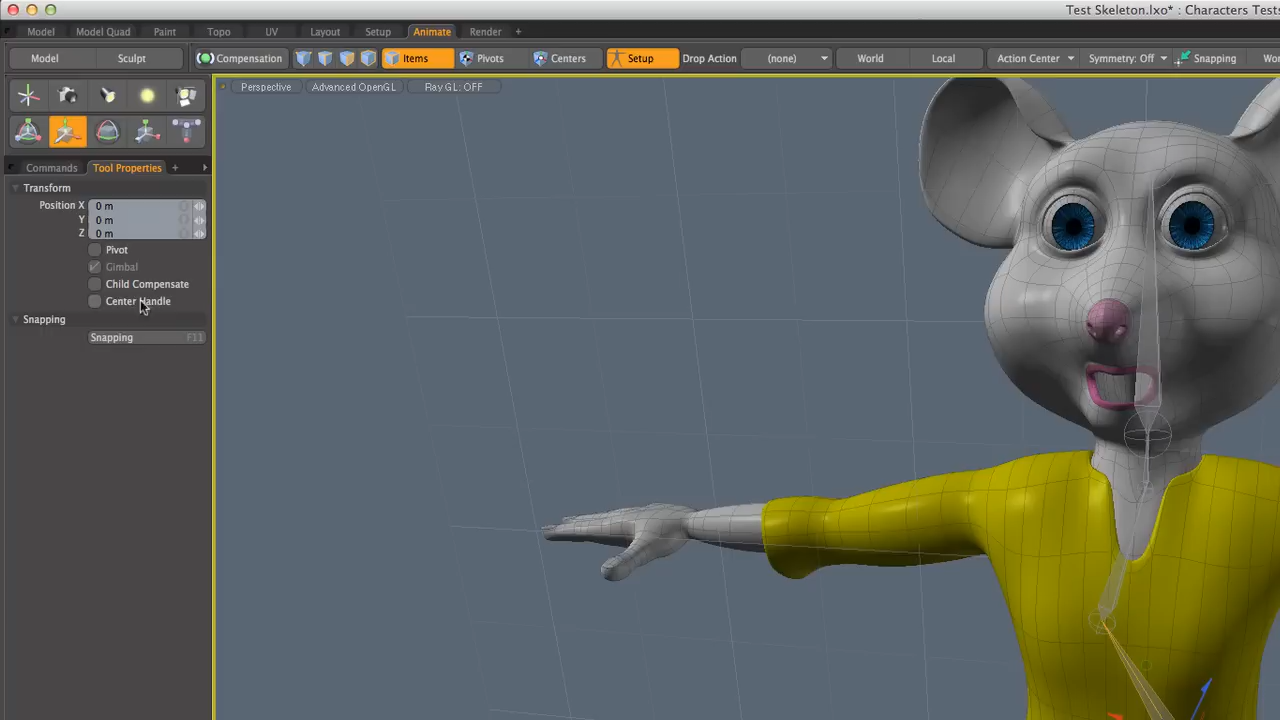 Test Skeleton.lxo* : Characters Tests
Model Model Quad Paint Topo UV Layout Setup Animate Render +
Model Sculpt Compensation Items Pivots Centers Setup Drop Action (none) World Local Action Center Symmetry: Off Snapping Wor
Perspective Advanced OpenGL Ray GL: OFF
Commands Tool Properties +
Transform
Position X 0 m
Y 0 m
Z 0 m
Pivot
Gimbal
Child Compensate
Center Handle
Snapping
Snapping F11